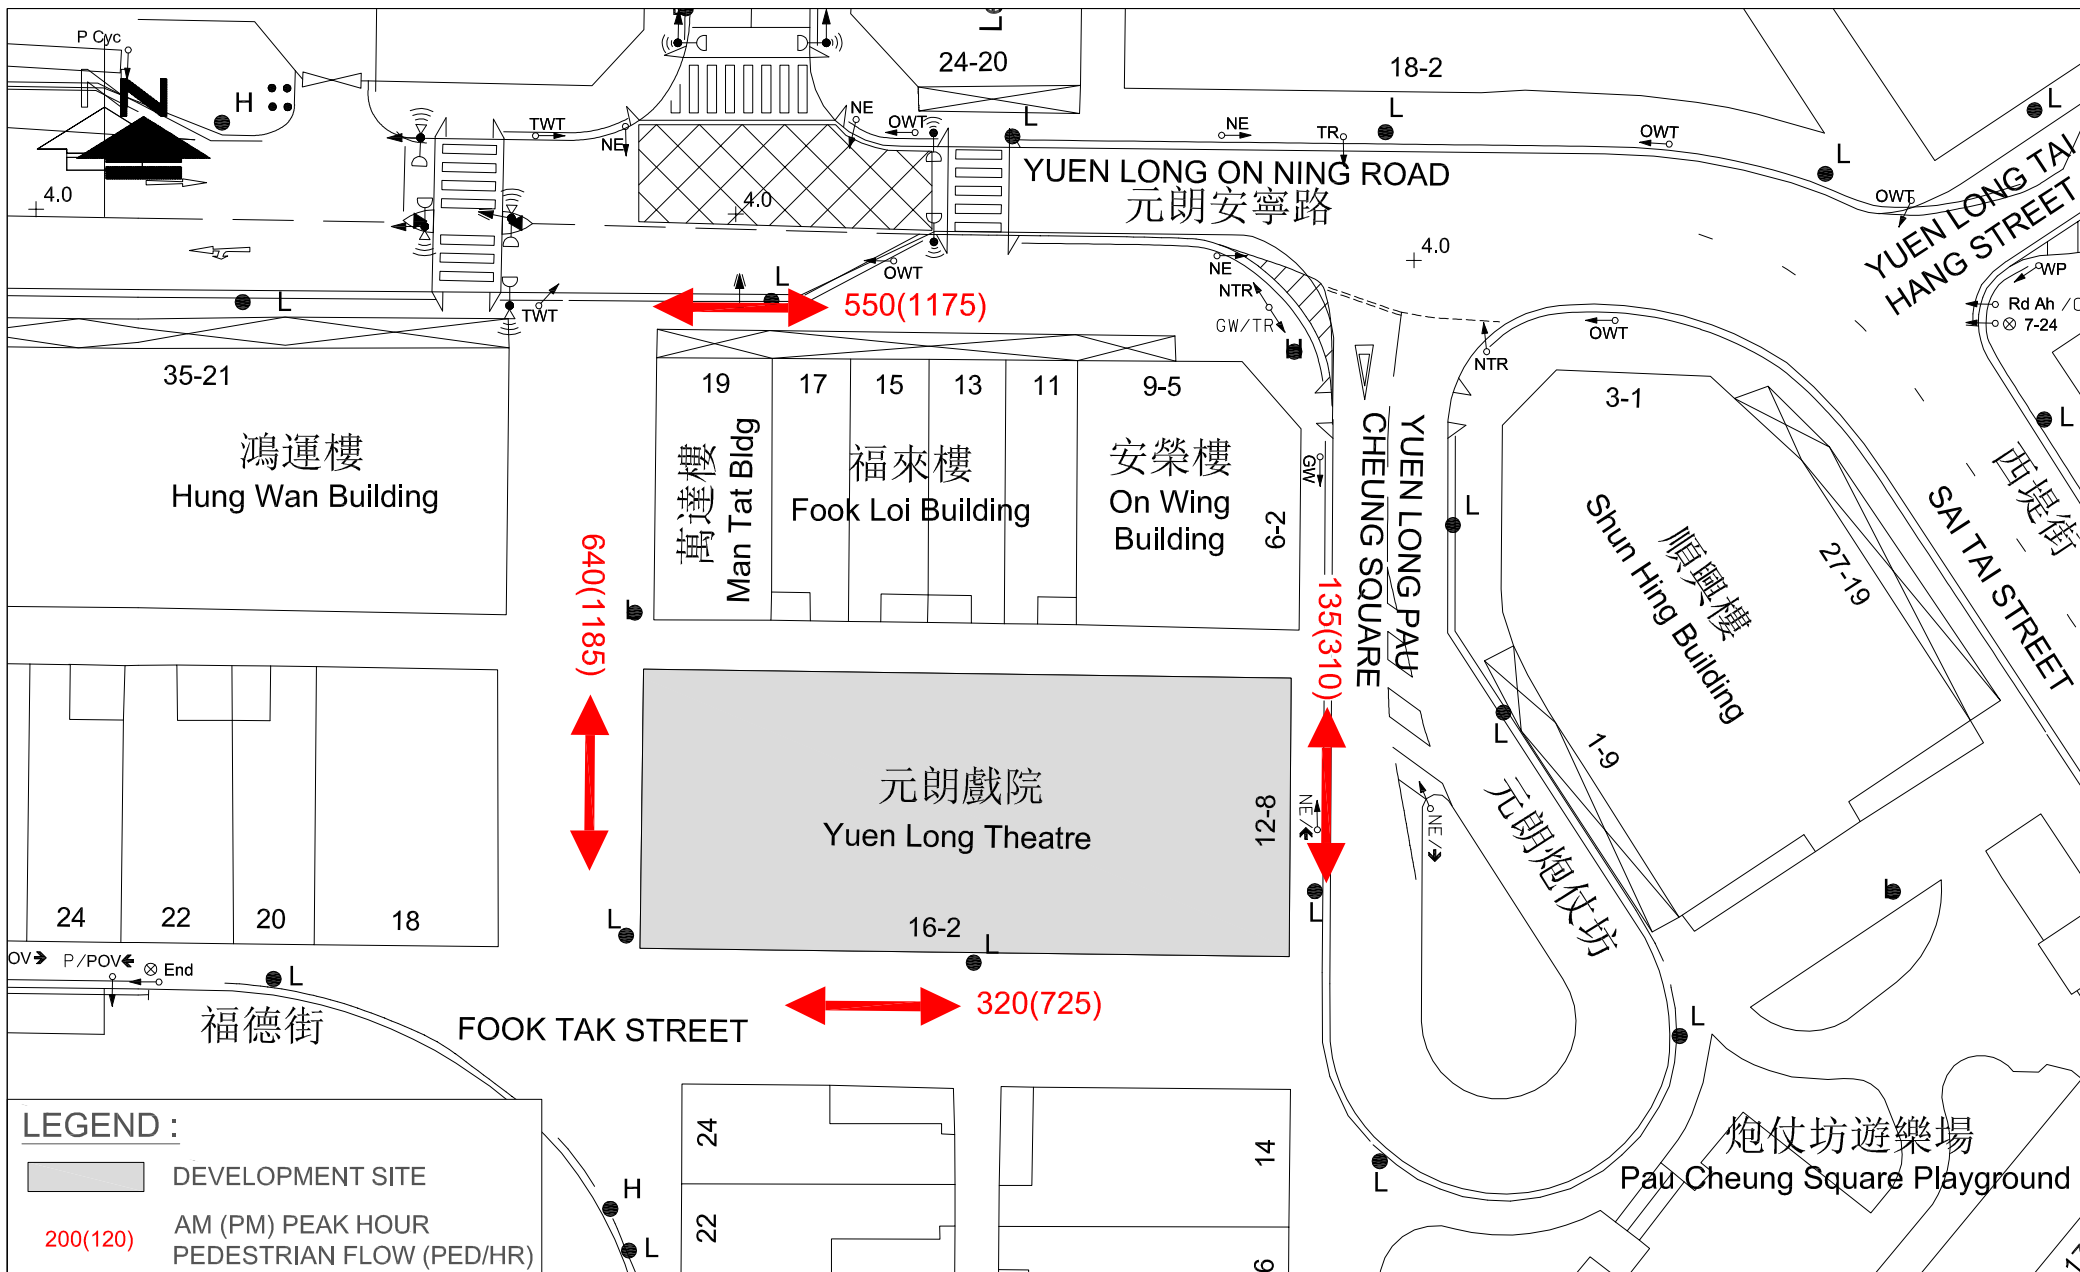 P Cyc
N
H
4.0
TWT
NE
NE
OWT
L
L
24-20
18-2
L
NE
TR
L
OWT
L
L
OWT
YUEN LONG ON NING ROAD
元朗安寧路
YUEN LONG TAI
HANG STREET
4.0
4.0
OWT
NE
NTR
GW/TR
H
WP
Rd Ah
7-24
L
TWT
L
550(1175)
OWT
NTR
35-21
鴻運樓
Hung Wan Building
19
17
15
13
11
9-5
萬達樓
Man Tat Bldg
福來樓
Fook Loi Building
安榮樓
On Wing
Building
6-2
GW
YUEN LONG PAU
CHEUNG SQUARE
L
3-1
順興樓
Shun Hing Building
27-19
1-9
L
西堤街
SAI TAI STREET
L
640(1185)
L
135(310)
元朗戲院
Yuen Long Theatre
12-8
16-2
L
L
NE/
NE/
L
元朗炮仗坊
L
24
22
20
18
P/POV
End
L
福德街
FOOK TAK STREET
320(725)
L
L
24
22
14
炮仗坊遊樂場
Pau Cheung Square Playground
H
L
LEGEND :
DEVELOPMENT SITE
200(120)
AM (PM) PEAK HOUR
PEDESTRIAN FLOW (PED/HR)